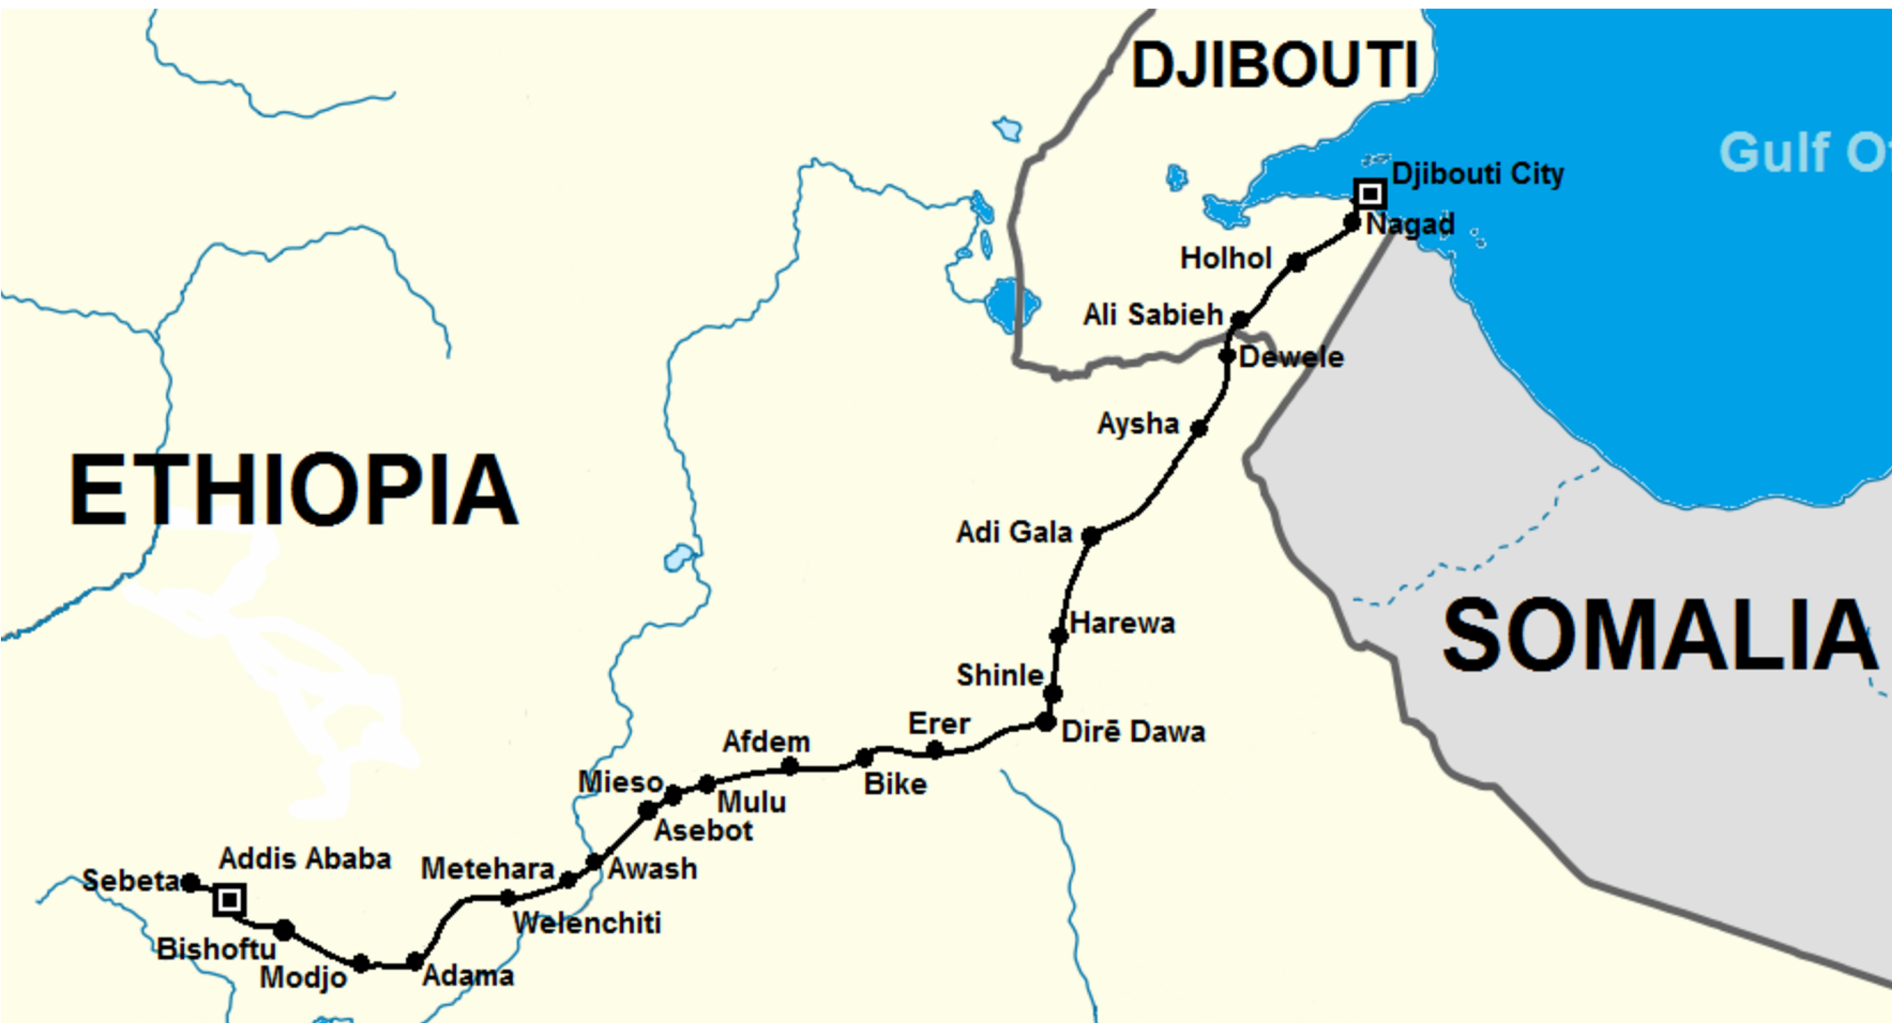 DJIBOUTI
Gulf Of
Djibouti City
Nagad
Holhol
Ali Sabieh
Dewele
Aysha
ETHIOPIA
Adi Gala
Harewa
SOMALIA
Shinle
Erer
Dirē Dawa
Afdem
Mieso
Bike
Mulu
Asebot
Addis Ababa
Metehara
Awash
Sebeta
Welenchiti
Bishoftu
Modjo
Adama